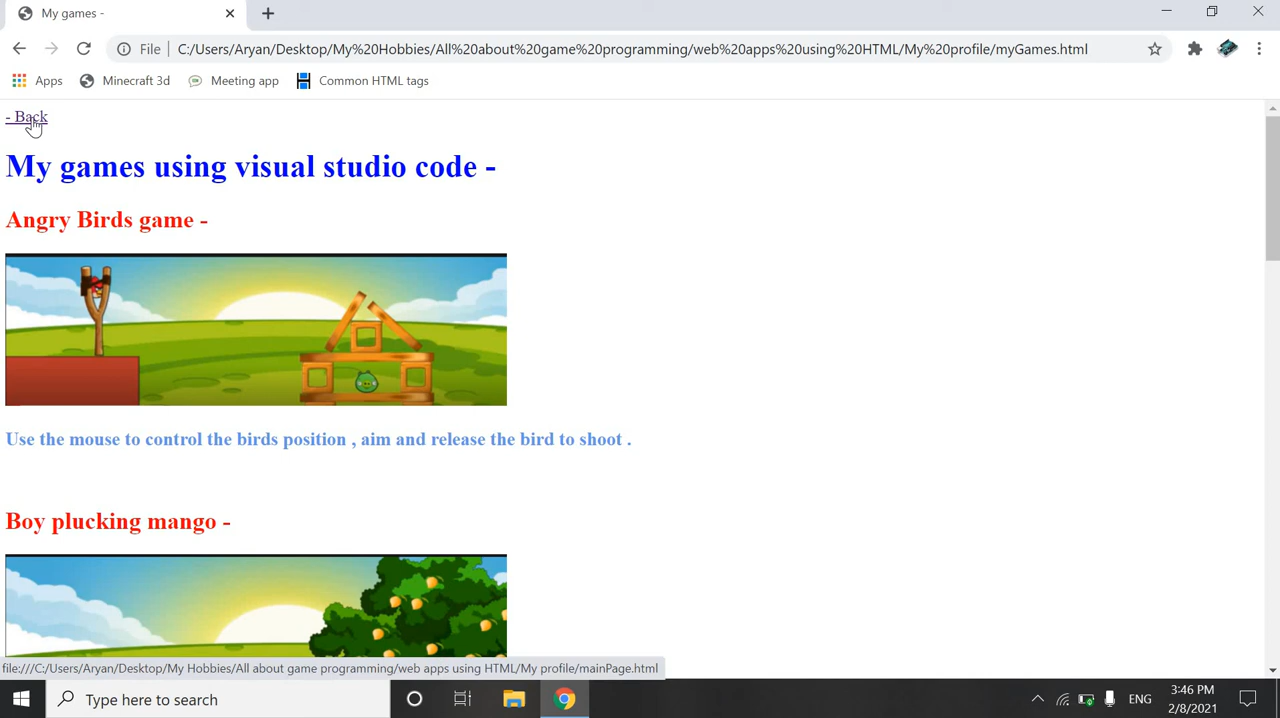 My games -
File
C:/Users/Aryan/Desktop/My%20Hobbies/All%20about%20game%20programming/web%20apps%20using%20HTML/My%20profile/myGames.html
Apps
Minecraft 3d
Meeting app
Common HTML tags
- Back
My games using visual studio code -
Angry Birds game -
Use the mouse to control the birds position , aim and release the bird to shoot .
Boy plucking mango -
file:///C:/Users/Aryan/Desktop/My Hobbies/All about game programming/web apps using HTML/My profile/mainPage.html
Type here to search
ENG
3:46 PM
2/8/2021